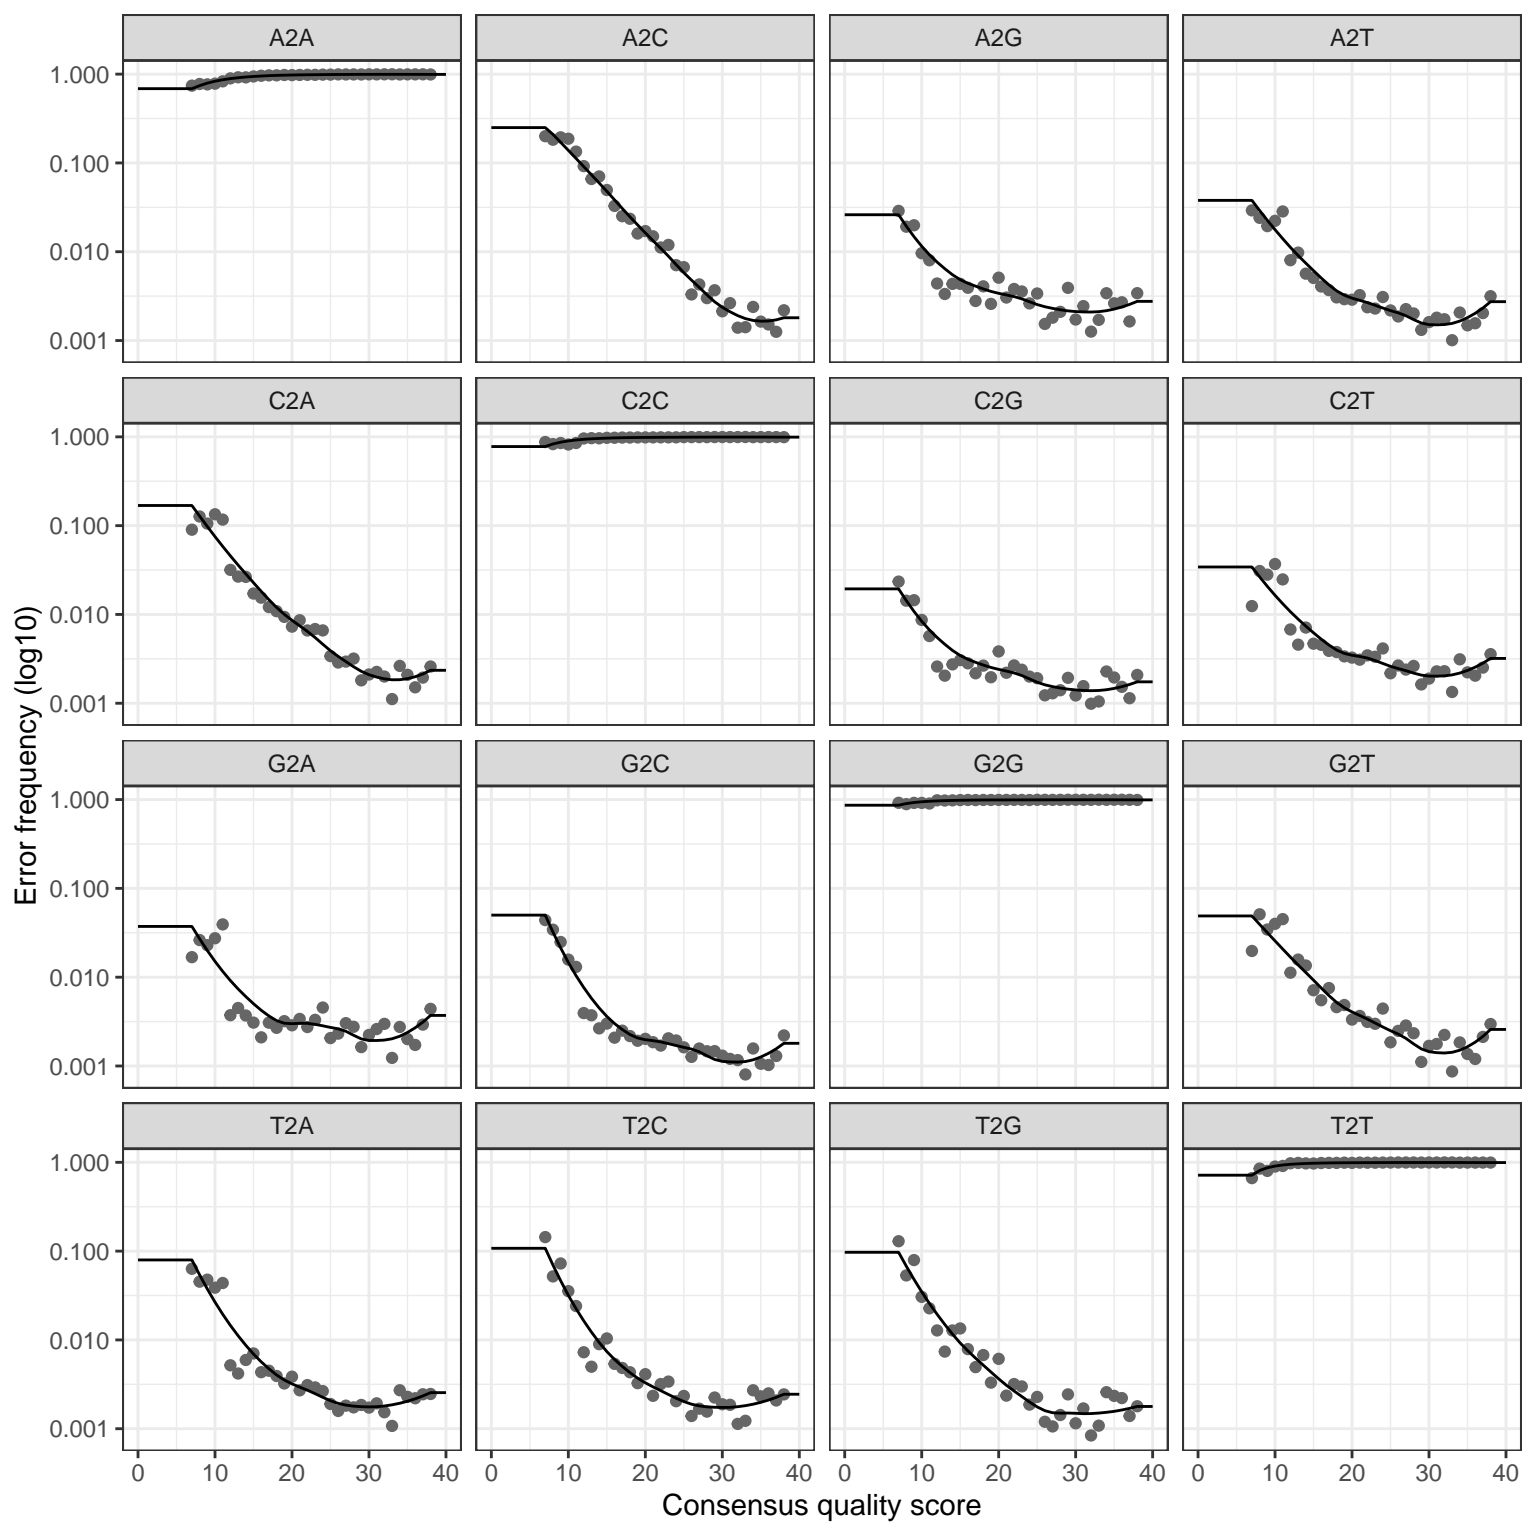 A2A A2C A2G A2T
1.000
0.100
0.010
0.001
C2A C2C C2G C2T
1.000
0.100
0.010
0.001
Error frequency (log10)
G2A G2C G2G G2T
1.000
0.100
0.010
0.001
T2A T2C T2G T2T
1.000
0.100
0.010
0.001
0 10 20 30 40 0 10 20 30 40 0 10 20 30 40 0 10 20 30 40
Consensus quality score